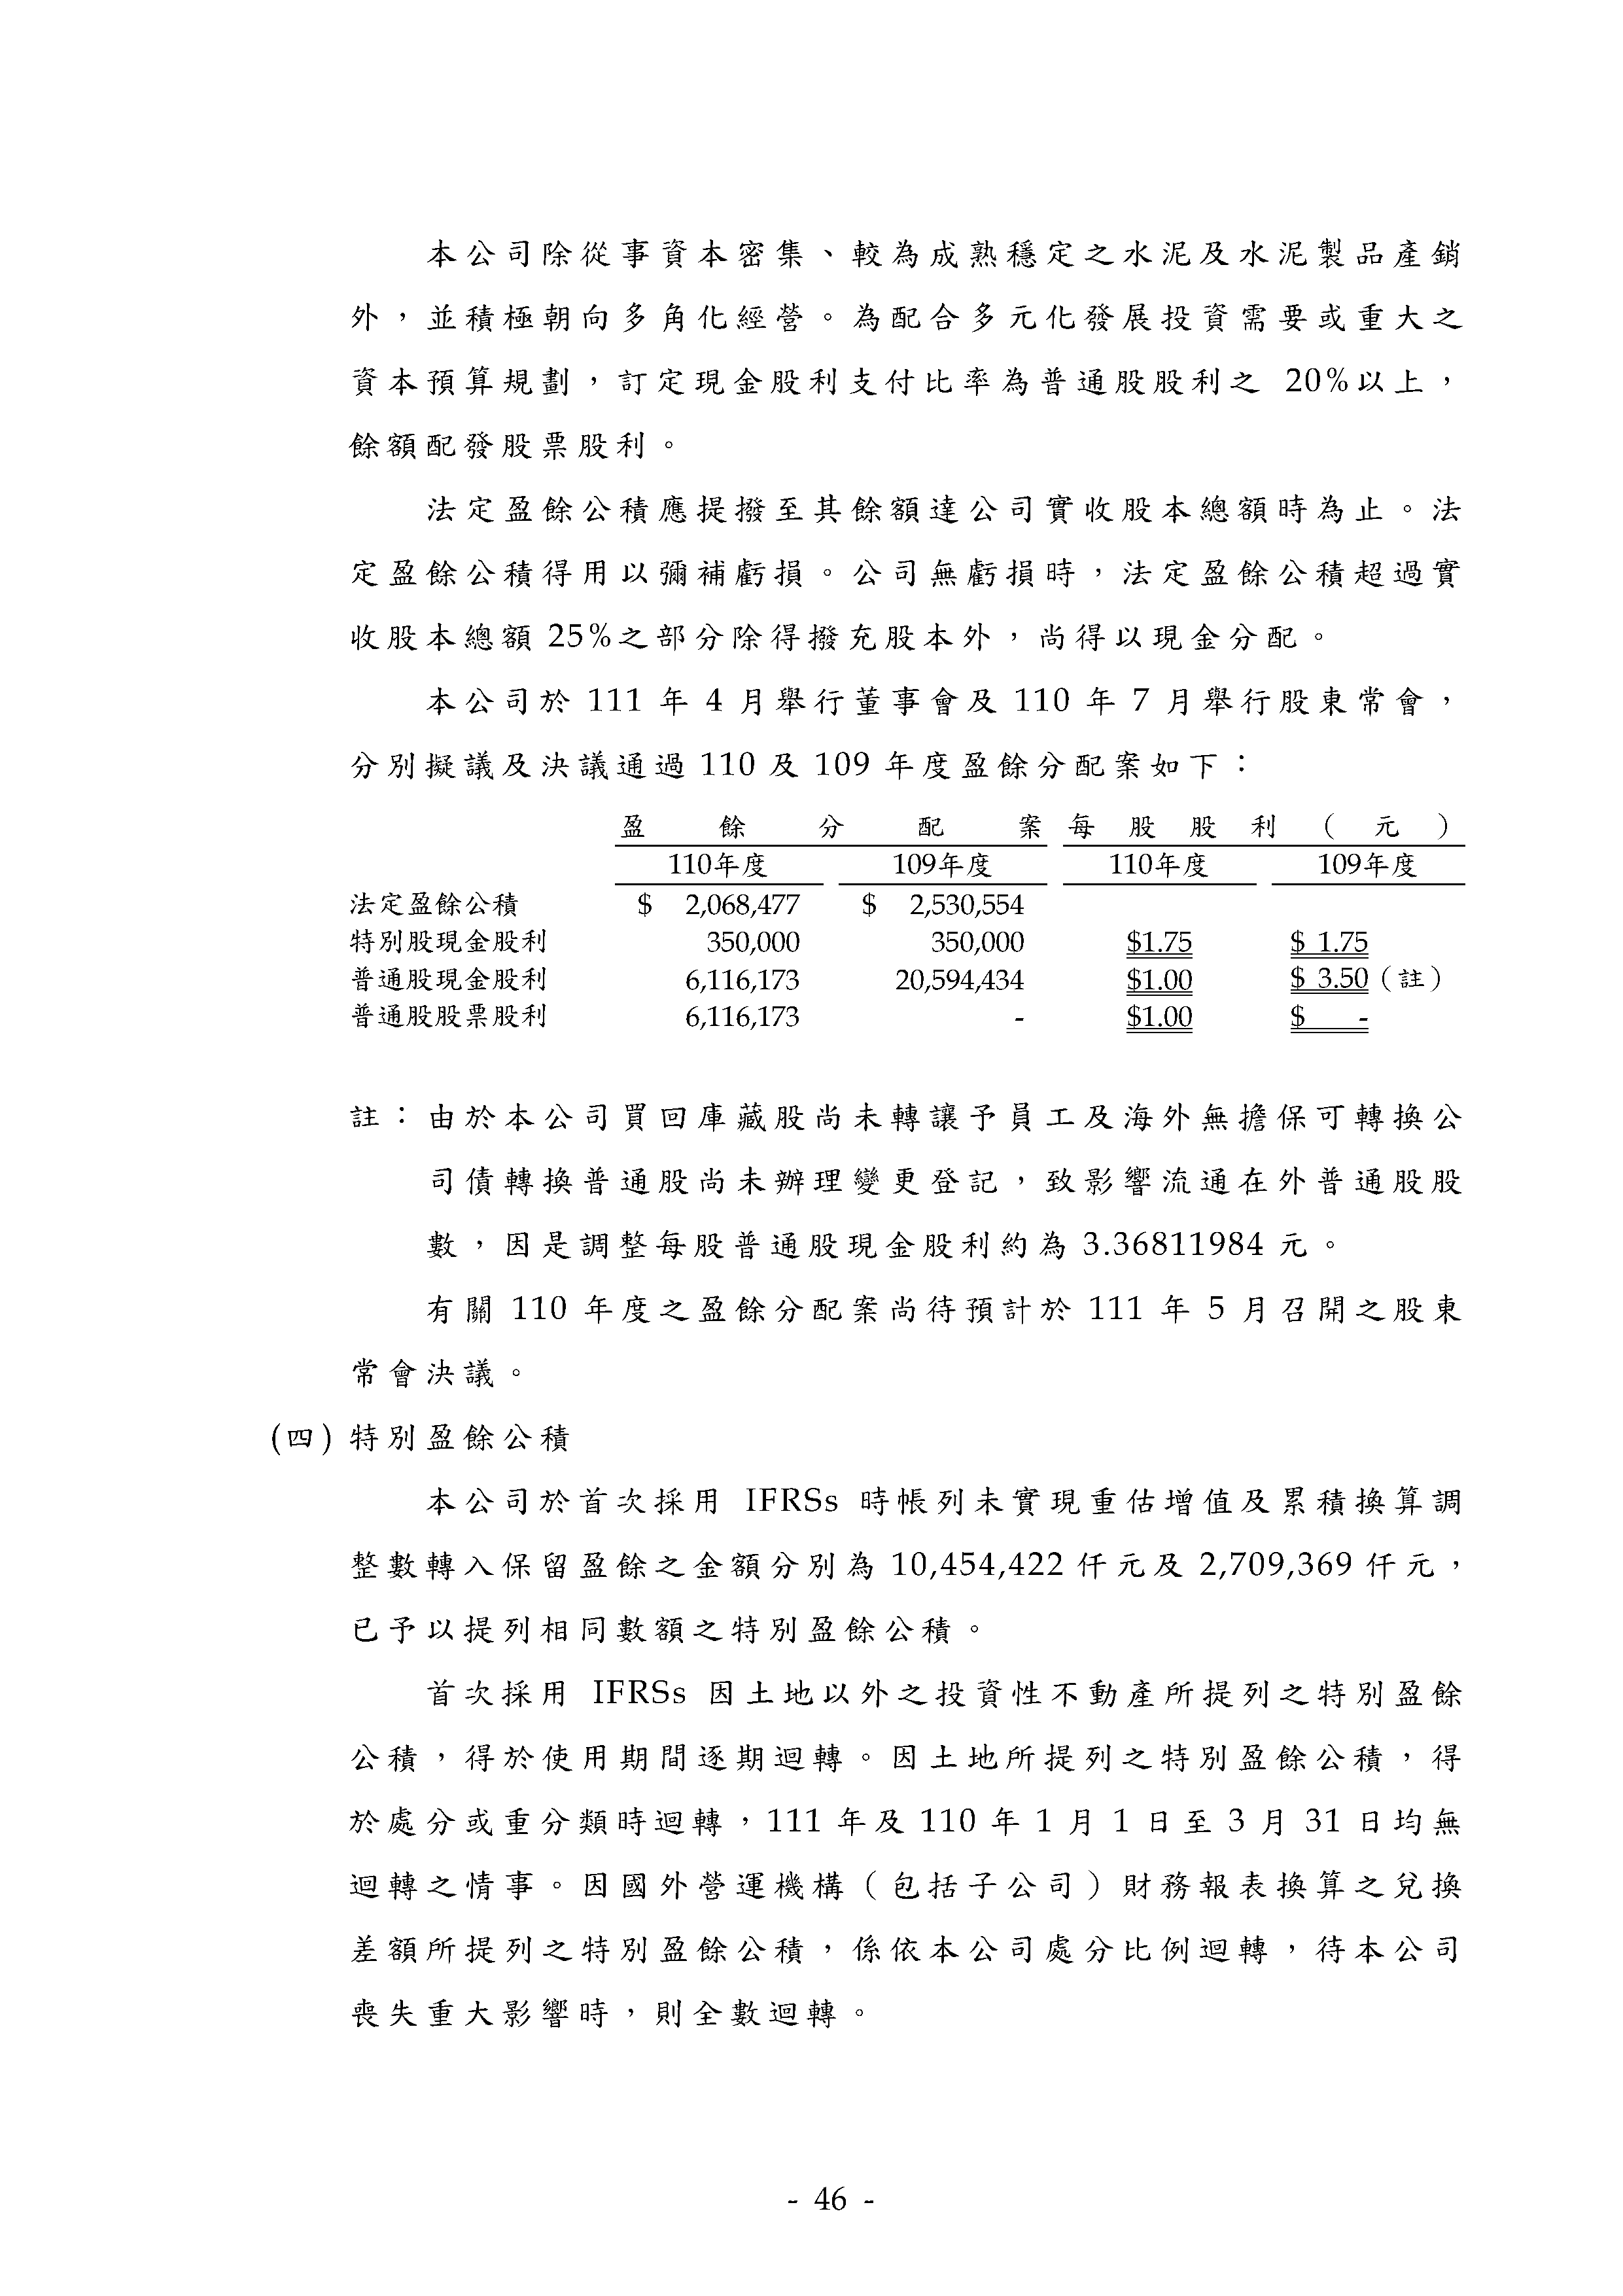 本公司除從事資本密集、較為成熟穩定之水泥及水泥製品產銷
外，並積極朝向多角化經營。為配合多元化發展投資需要或重大之
資本預算規劃，訂定現金股利支付比率為普通股股利之 20%以上，
餘額配發股票股利。
法定盈餘公積應提撥至其餘額達公司實收股本總額時為止。法
定盈餘公積得用以彌補虧損。公司無虧損時，法定盈餘公積超過實
收股本總額 25%之部分除得撥充股本外，尚得以現金分配。
本公司於 111 年 4 月舉行董事會及 110 年 7 月舉行股東常會，
分別擬議及決議通過 110 及 109 年度盈餘分配案如下：
盈餘分配案 每股股利（元）
110年度 109年度 110年度 109年度
法定盈餘公積 $ 2,068,477 $ 2,530,554
特別股現金股利 350,000 350,000 $1.75 $ 1.75
普通股現金股利 6,116,173 20,594,434 $1.00 $ 3.50（註）
普通股股票股利 6,116,173 - $1.00 $ -
註：由於本公司買回庫藏股尚未轉讓予員工及海外無擔保可轉換公
司債轉換普通股尚未辦理變更登記，致影響流通在外普通股股
數，因是調整每股普通股現金股利約為 3.36811984 元。
有關 110 年度之盈餘分配案尚待預計於 111 年 5 月召開之股東
常會決議。
(四) 特別盈餘公積
本公司於首次採用 IFRSs 時帳列未實現重估增值及累積換算調
整數轉入保留盈餘之金額分別為 10,454,422 仟元及 2,709,369 仟元，
已予以提列相同數額之特別盈餘公積。
首次採用 IFRSs 因土地以外之投資性不動產所提列之特別盈餘
公積，得於使用期間逐期迴轉。因土地所提列之特別盈餘公積，得
於處分或重分類時迴轉，111 年及 110 年 1 月 1 日至 3 月 31 日均無
迴轉之情事。因國外營運機構（包括子公司）財務報表換算之兌換
差額所提列之特別盈餘公積，係依本公司處分比例迴轉，待本公司
喪失重大影響時，則全數迴轉。
- 46 -